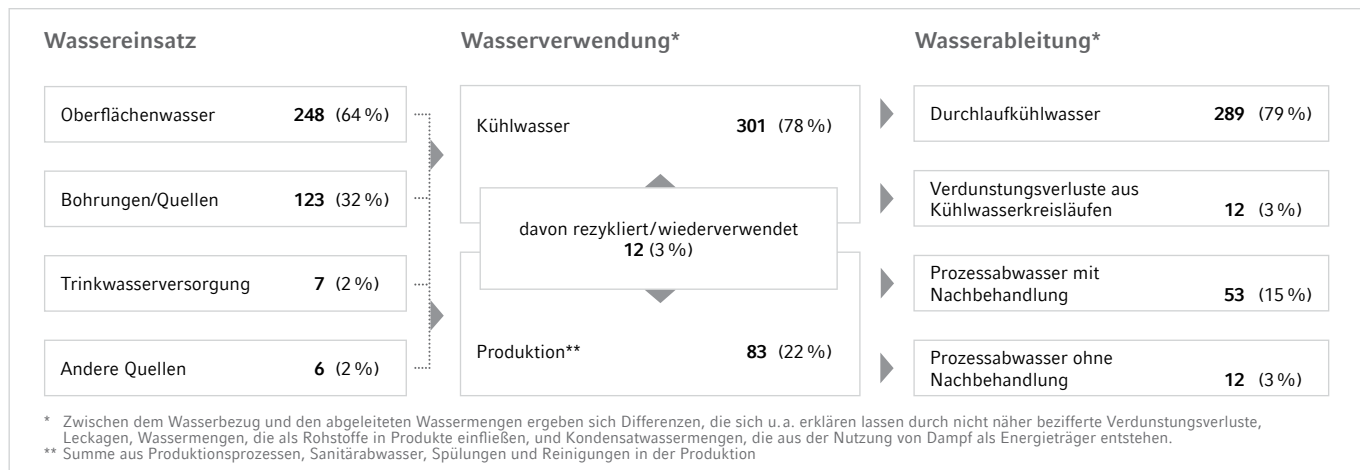 Wassereinsatz
Oberflächenwasser 248 (64 %)
Bohrungen/Quellen 123 (32 %)
Trinkwasserversorgung 7 (2 %)
Andere Quellen 6 (2 %)
Wasserverwendung*
Kühlwasser 301 (78 %)
davon rezykliert/wiederverwendet
12 (3 %)
Produktion** 83 (22 %)
Wasserableitung*
Durchlaufkühlwasser 289 (79 %)
Verdunstungsverluste aus
Kühlwasserkreisläufen 12 (3 %)
Prozessabwasser mit
Nachbehandlung 53 (15 %)
Prozessabwasser ohne
Nachbehandlung 12 (3 %)
* Zwischen dem Wasserbezug und den abgeleiteten Wassermengen ergeben sich Differenzen, die sich u. a. erklären lassen durch nicht näher bezifferte Verdunstungsverluste,
Leckagen, Wassermengen, die als Rohstoffe in Produkte einfließen, und Kondensatwassermengen, die aus der Nutzung von Dampf als Energieträger entstehen.
** Summe aus Produktionsprozessen, Sanitärabwasser, Spülungen und Reinigungen in der Produktion